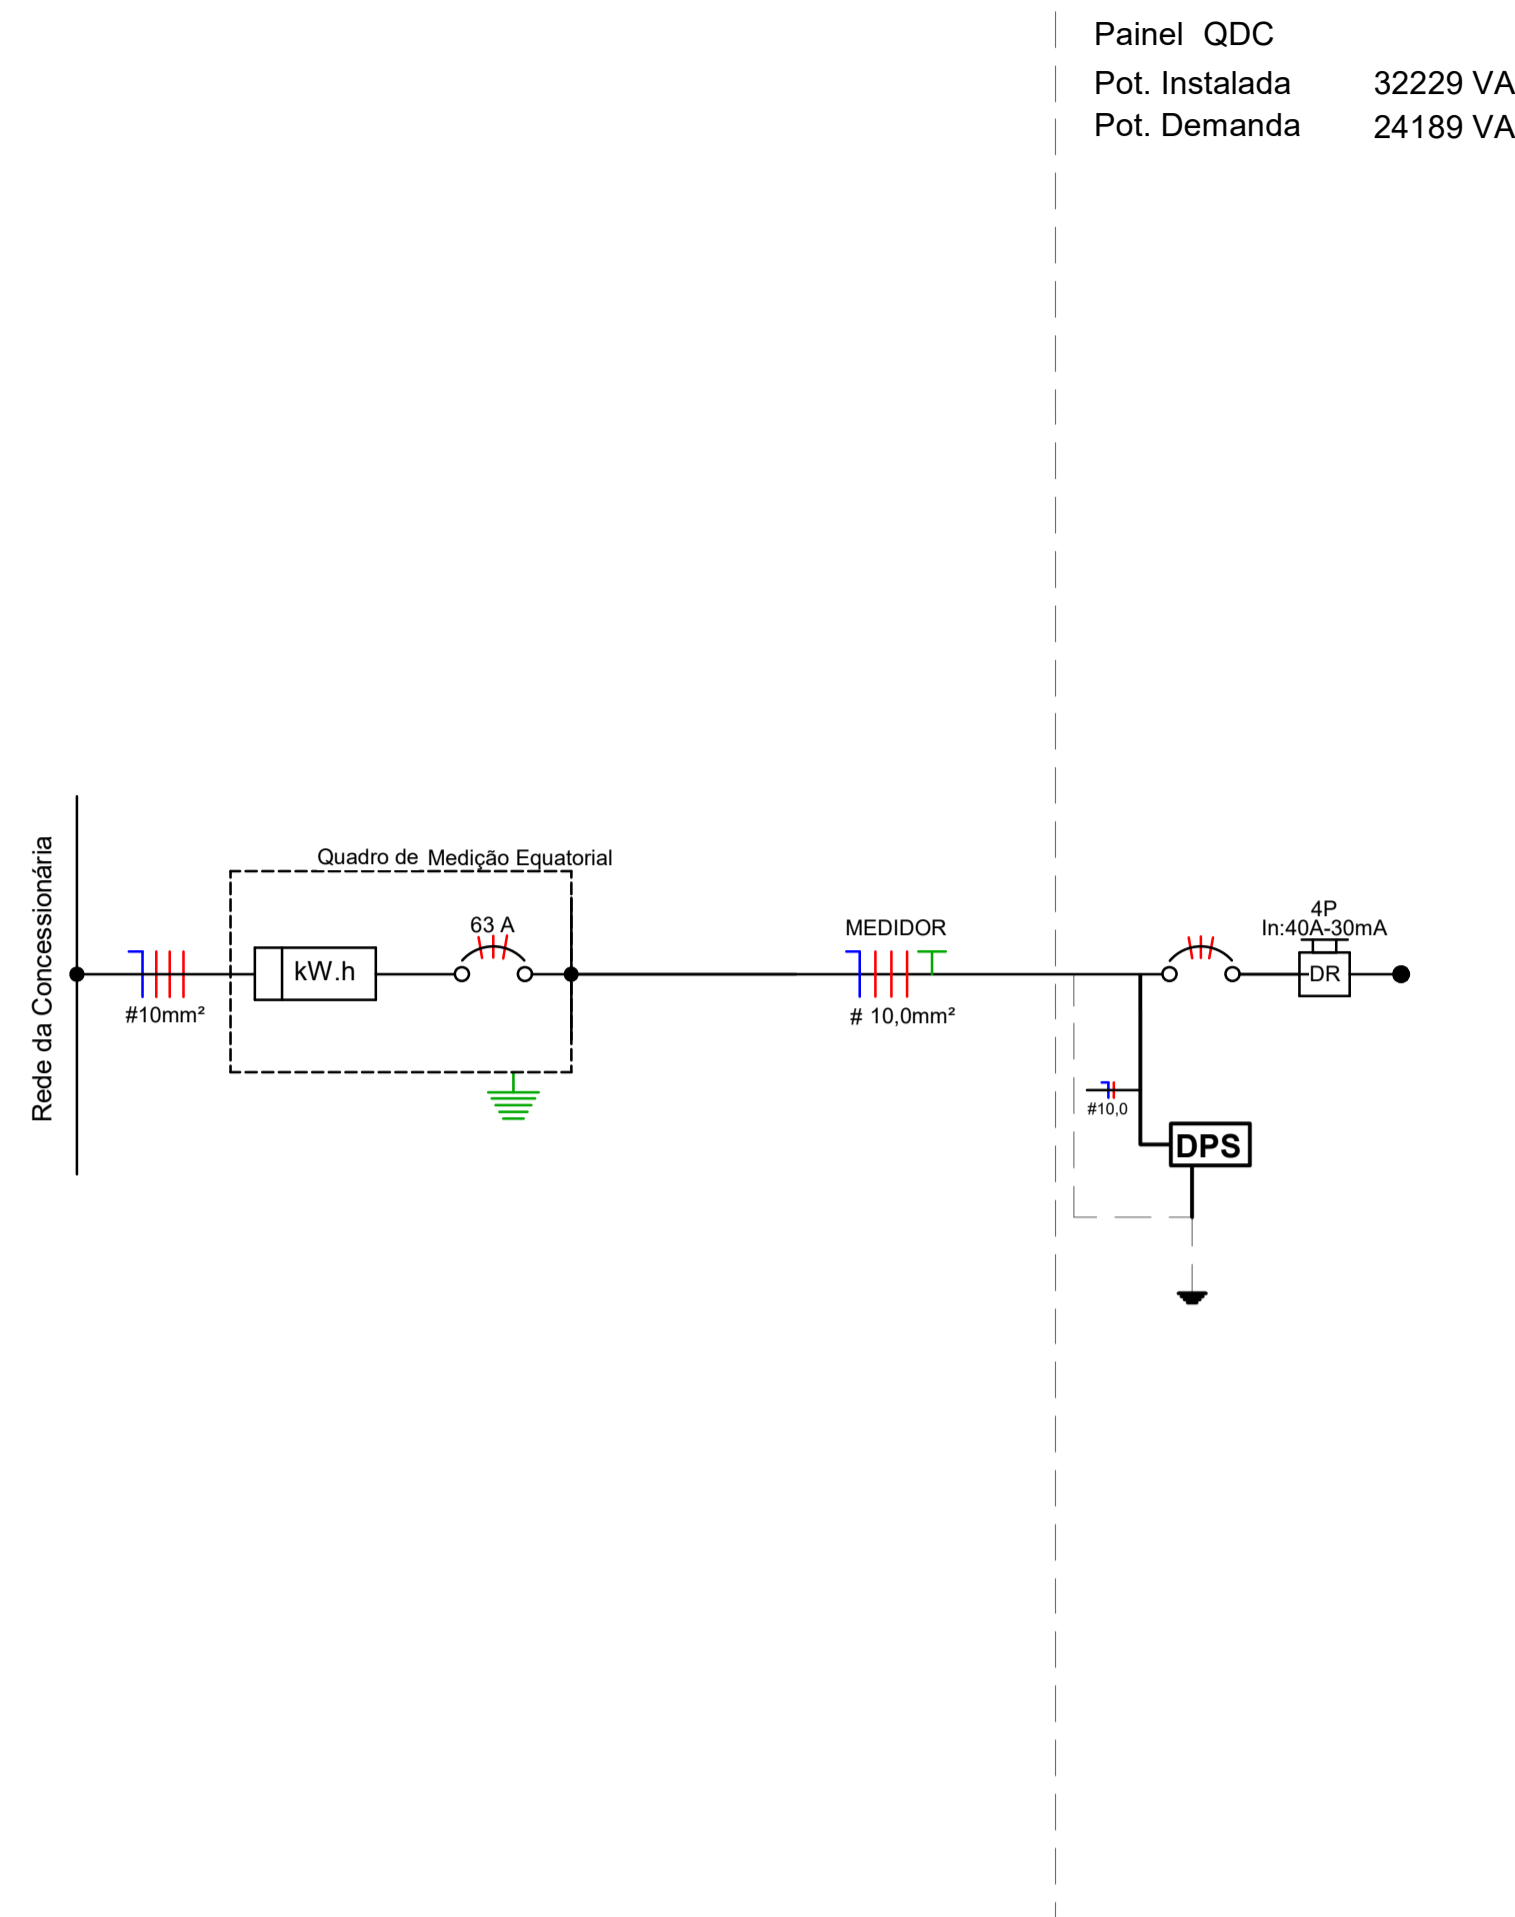 Painel QDC
Pot. Instalada 32229 VA
Pot. Demanda 24189 VA
Rede da Concessionária
#10mm²
Quadro de Medição Equatorial
kW.h
63 A
MEDIDOR
# 10,0mm²
4P
In:40A-30mA
DR
#10,0
DPS